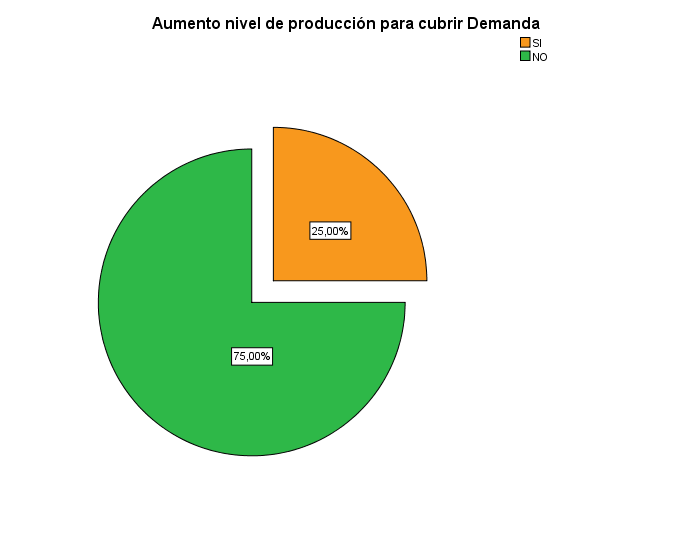 Aumento nivel de producción para cubrir Demanda
SI
NO
25,00%
75,00%